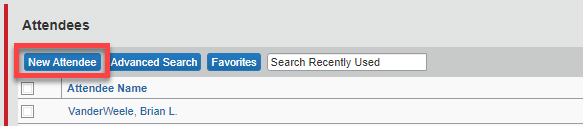 Attendees
New Attendee Advanced Search Favorites Search Recently Used
Attendee Name
VanderWeele, Brian L.